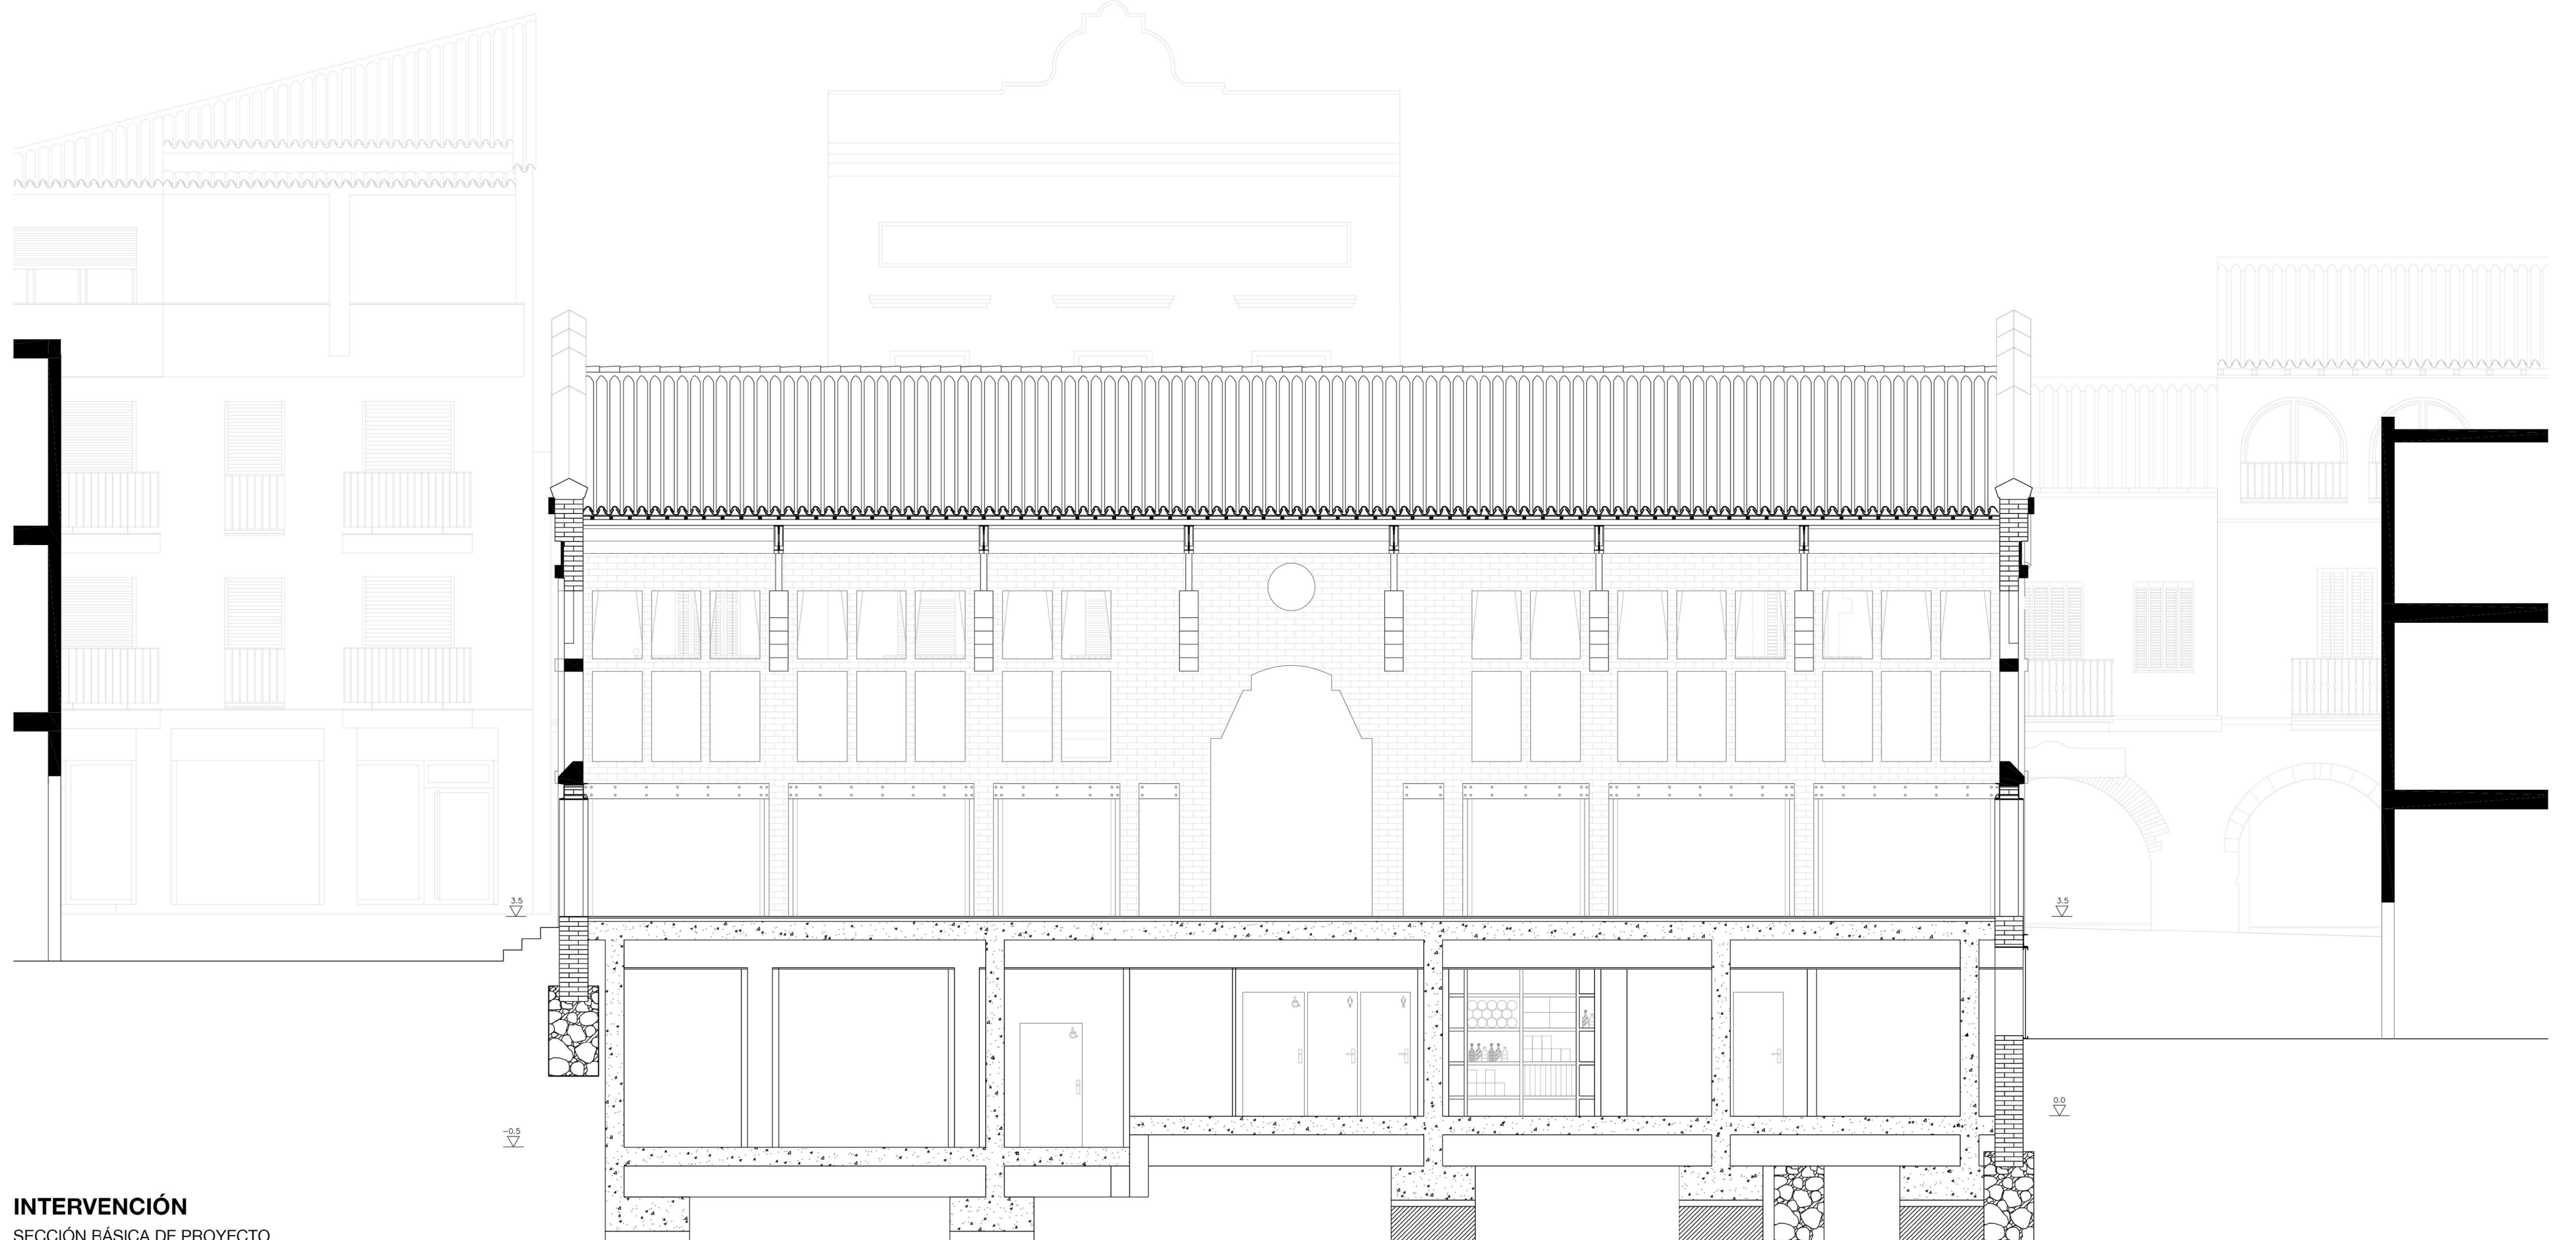 3.5
3.5
0.0
-0.5
INTERVENCIÓN
SECCIÓN BÁSICA DE PROYECTO